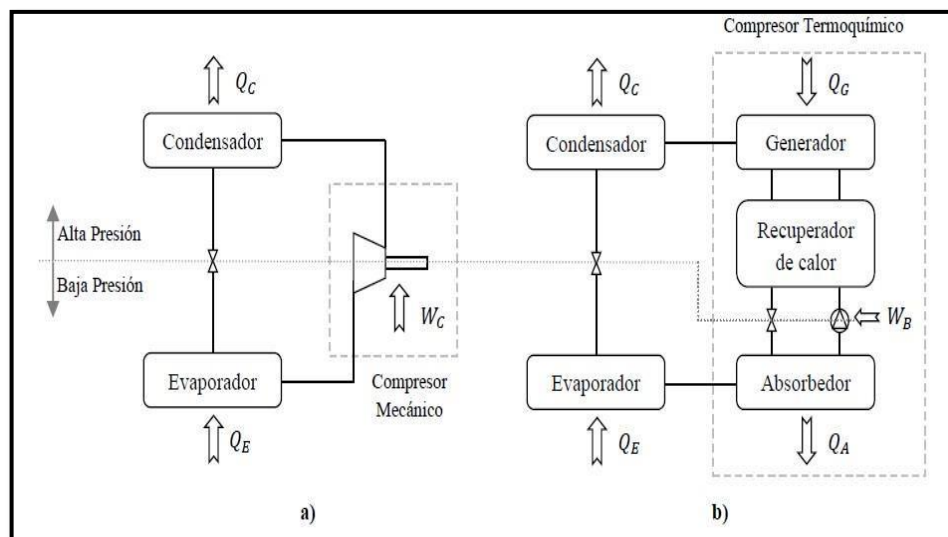 Compresor Termoquímico
Q_C
Q_C
Q_G
Condensador
Condensador
Generador
Alta Presión
Baja Presión
Recuperador
de calor
W_C
W_B
Evaporador
Compresor
Mecánico
Evaporador
Absorbedor
Q_E
Q_E
Q_A
a)
b)